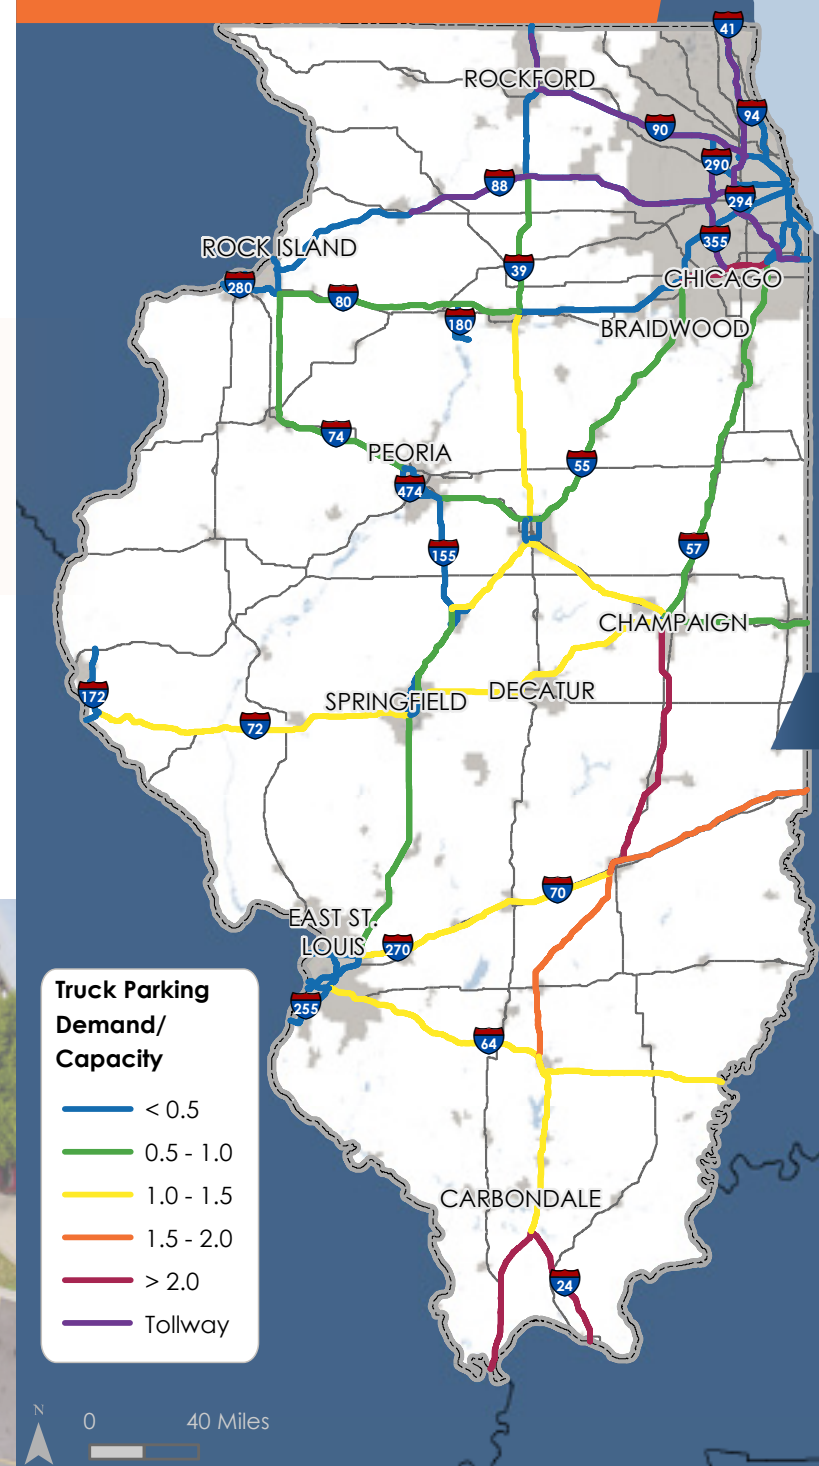 41
ROCKFORD
94
90
290
88
294
355
ROCK ISLAND
39
CHICAGO
280
80
180
BRAIDWOOD
74
PEORIA
55
474
155
57
CHAMPAIGN
172
SPRINGFIELD
DECATUR
72
70
EAST ST.
LOUIS
270
255
64
Truck Parking
Demand/
Capacity
< 0.5
0.5 - 1.0
1.0 - 1.5
1.5 - 2.0
> 2.0
Tollway
CARBONDALE
24
N
0 40 Miles